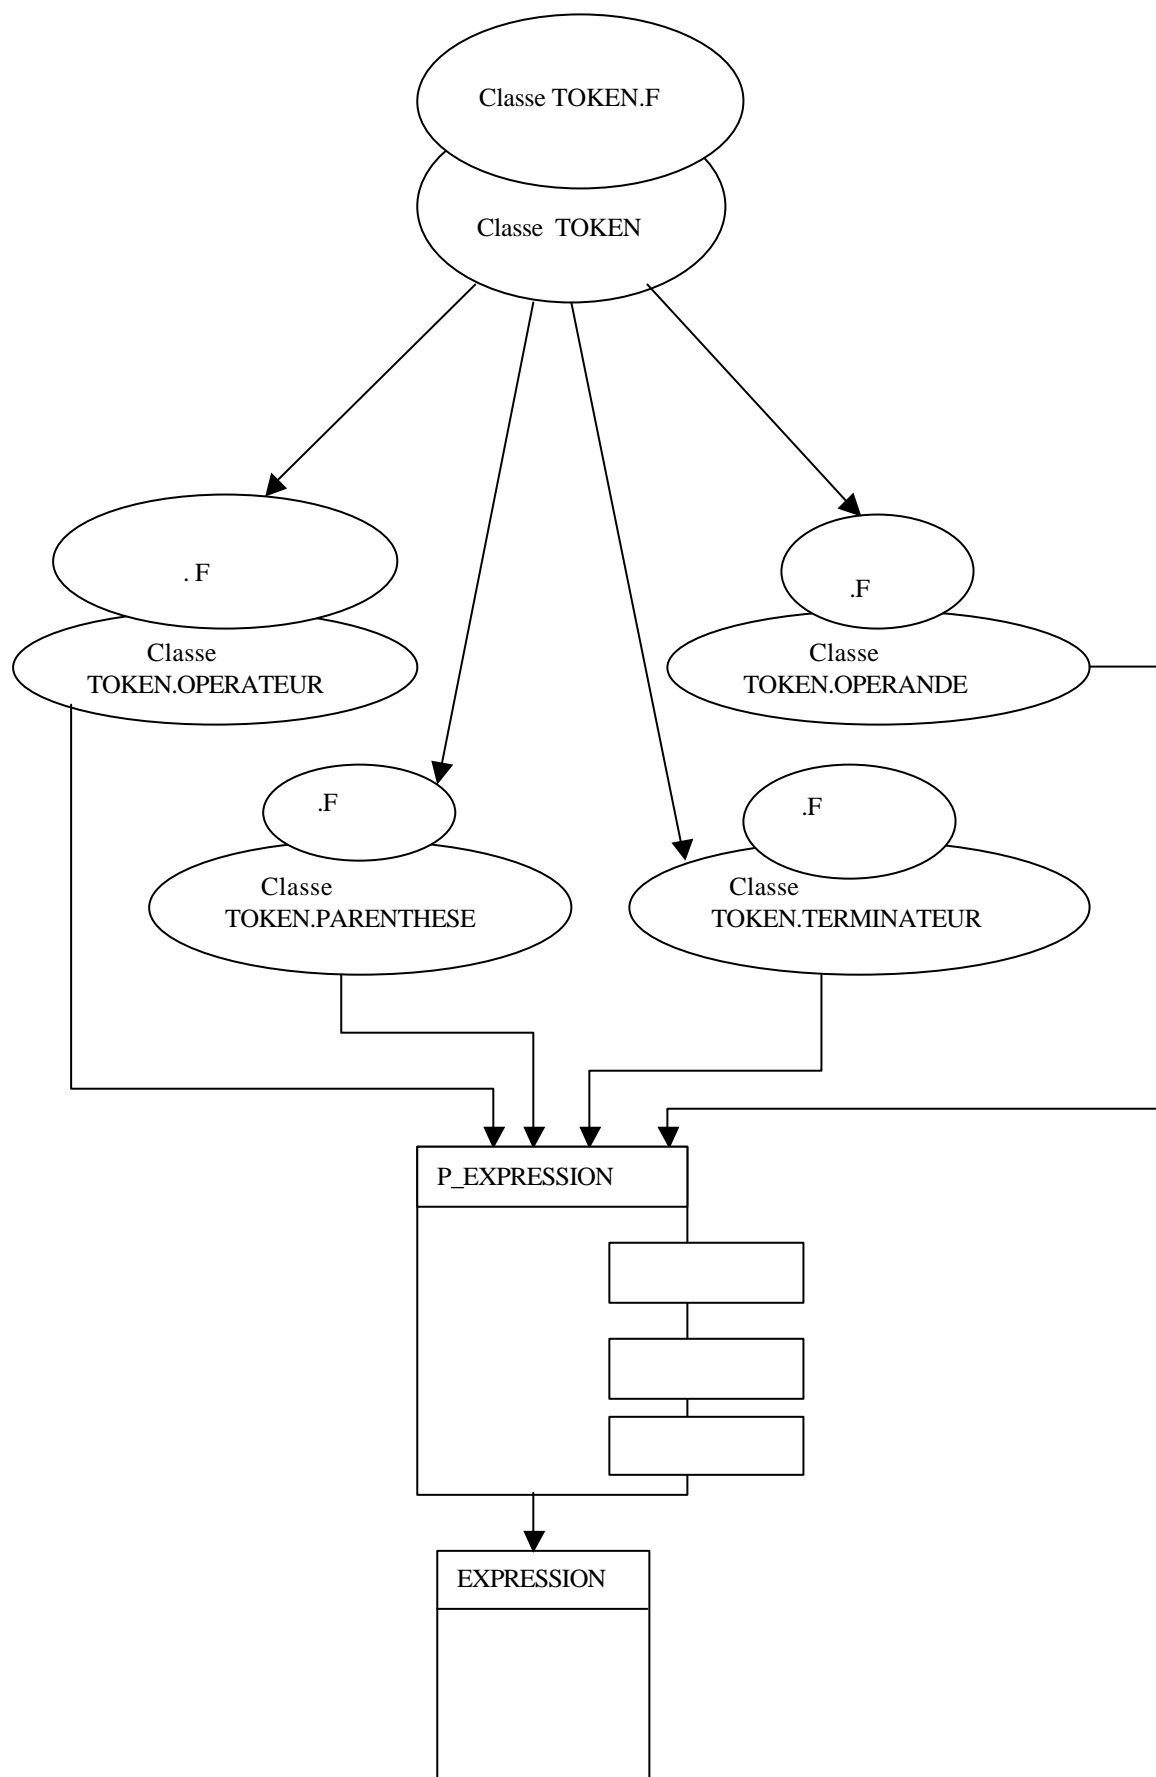 Classe TOKEN.F
Classe TOKEN
. F
Classe
TOKEN.OPERATEUR
.F
Classe
TOKEN.OPERANDE
.F
Classe
TOKEN.PARENTHESE
.F
Classe
TOKEN.TERMINATEUR
P_EXPRESSION
EXPRESSION